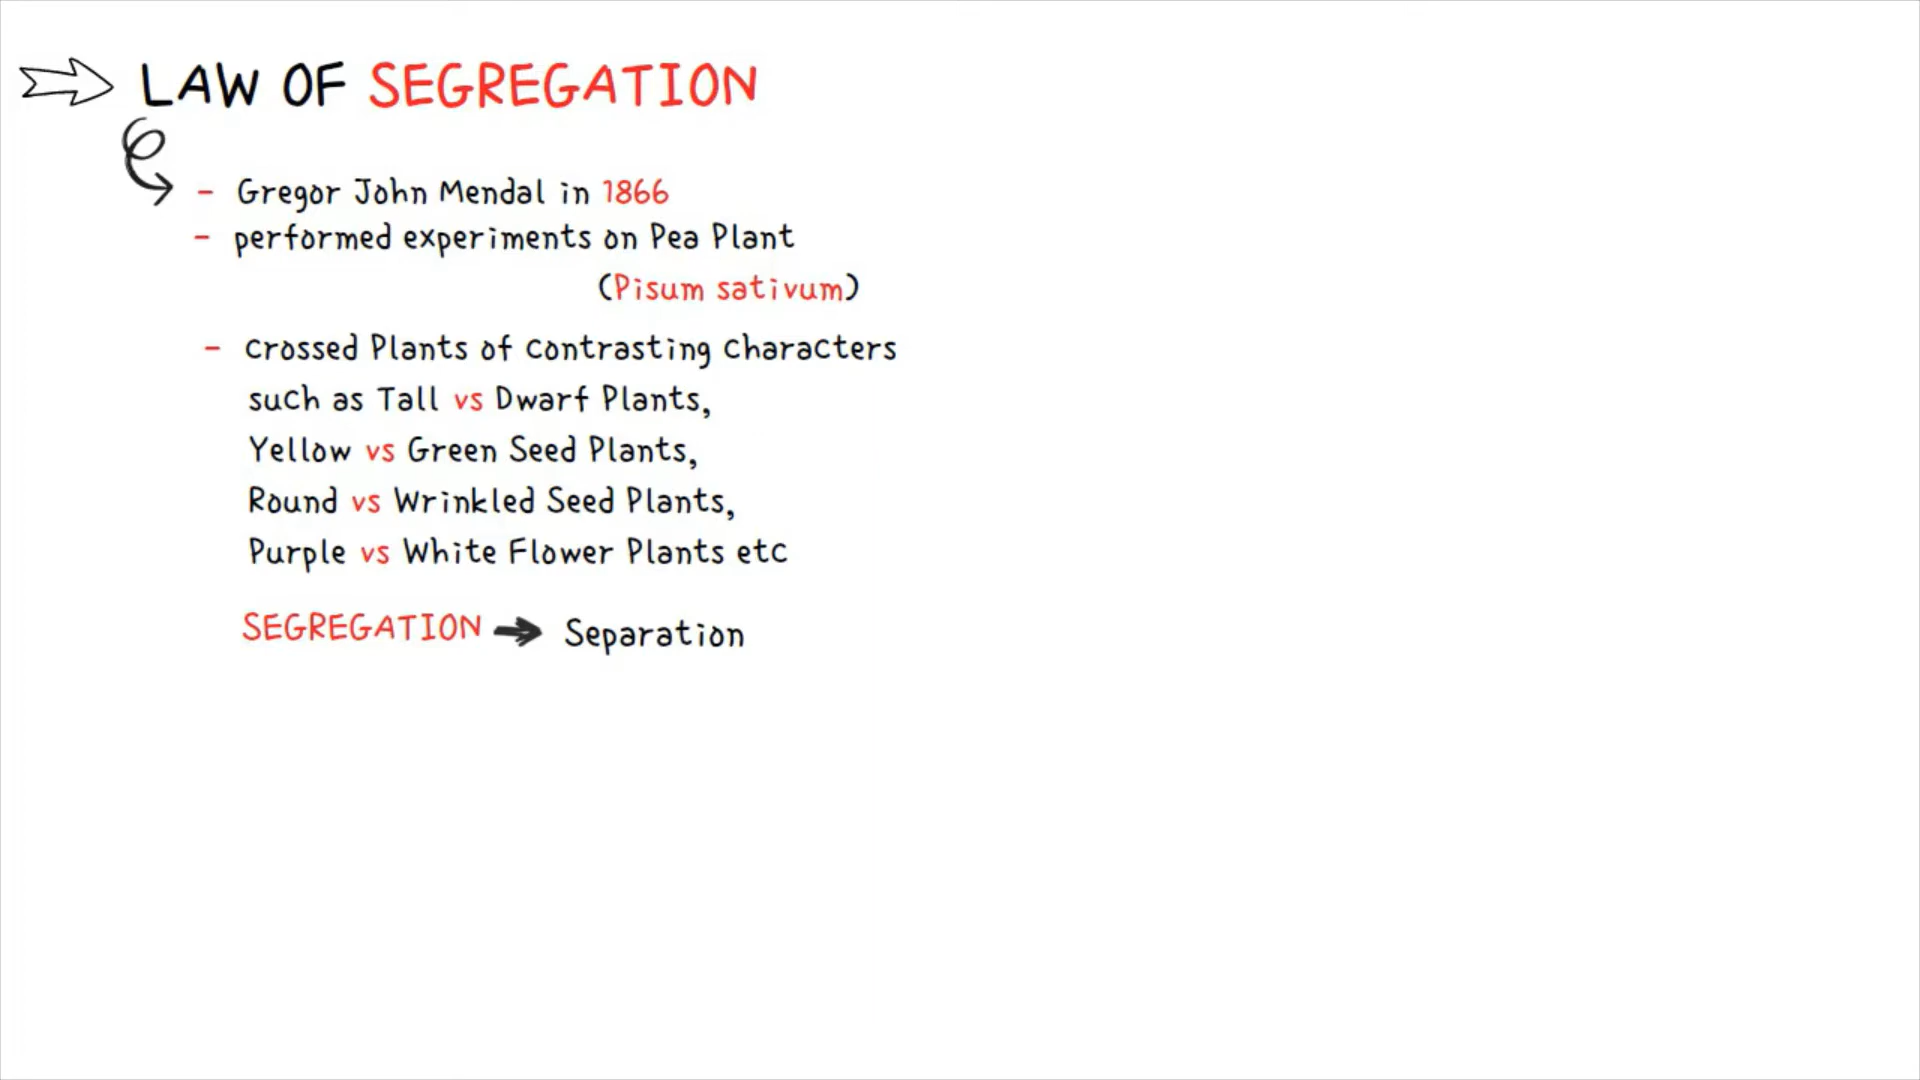 LAW OF SEGREGATION
- Gregor John Mendal in 1866
- performed experiments on Pea Plant
(Pisum sativum)
- crossed Plants of contrasting characters
such as Tall vs Dwarf Plants,
Yellow vs Green Seed Plants,
Round vs Wrinkled Seed Plants,
Purple vs White Flower Plants etc
SEGREGATION → Separation